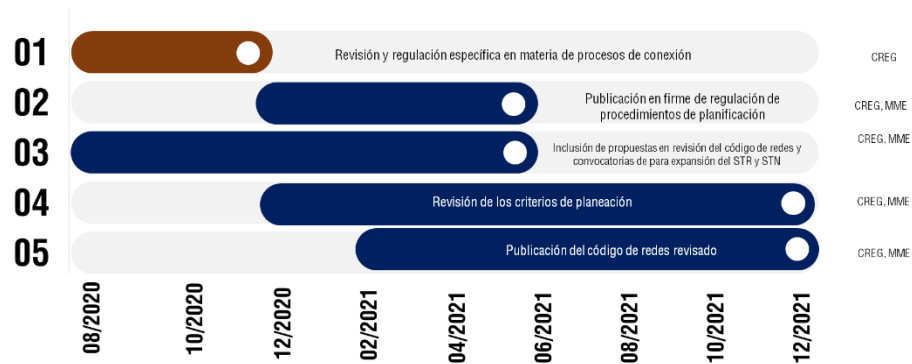 01
Revisión y regulación específica en materia de procesos de conexión
CREG
02
Publicación en firme de regulación de
procedimientos de planificación
CREG, MME
03
Inclusión de propuestas en revisión del código de redes y
convocatorias de para expansión del STR y STN
CREG, MME
04
Revisión de los criterios de planeación
CREG, MME
05
Publicación del código de redes revisado
CREG, MME
08/2020
10/2020
12/2020
02/2021
04/2021
06/2021
08/2021
10/2021
12/2021